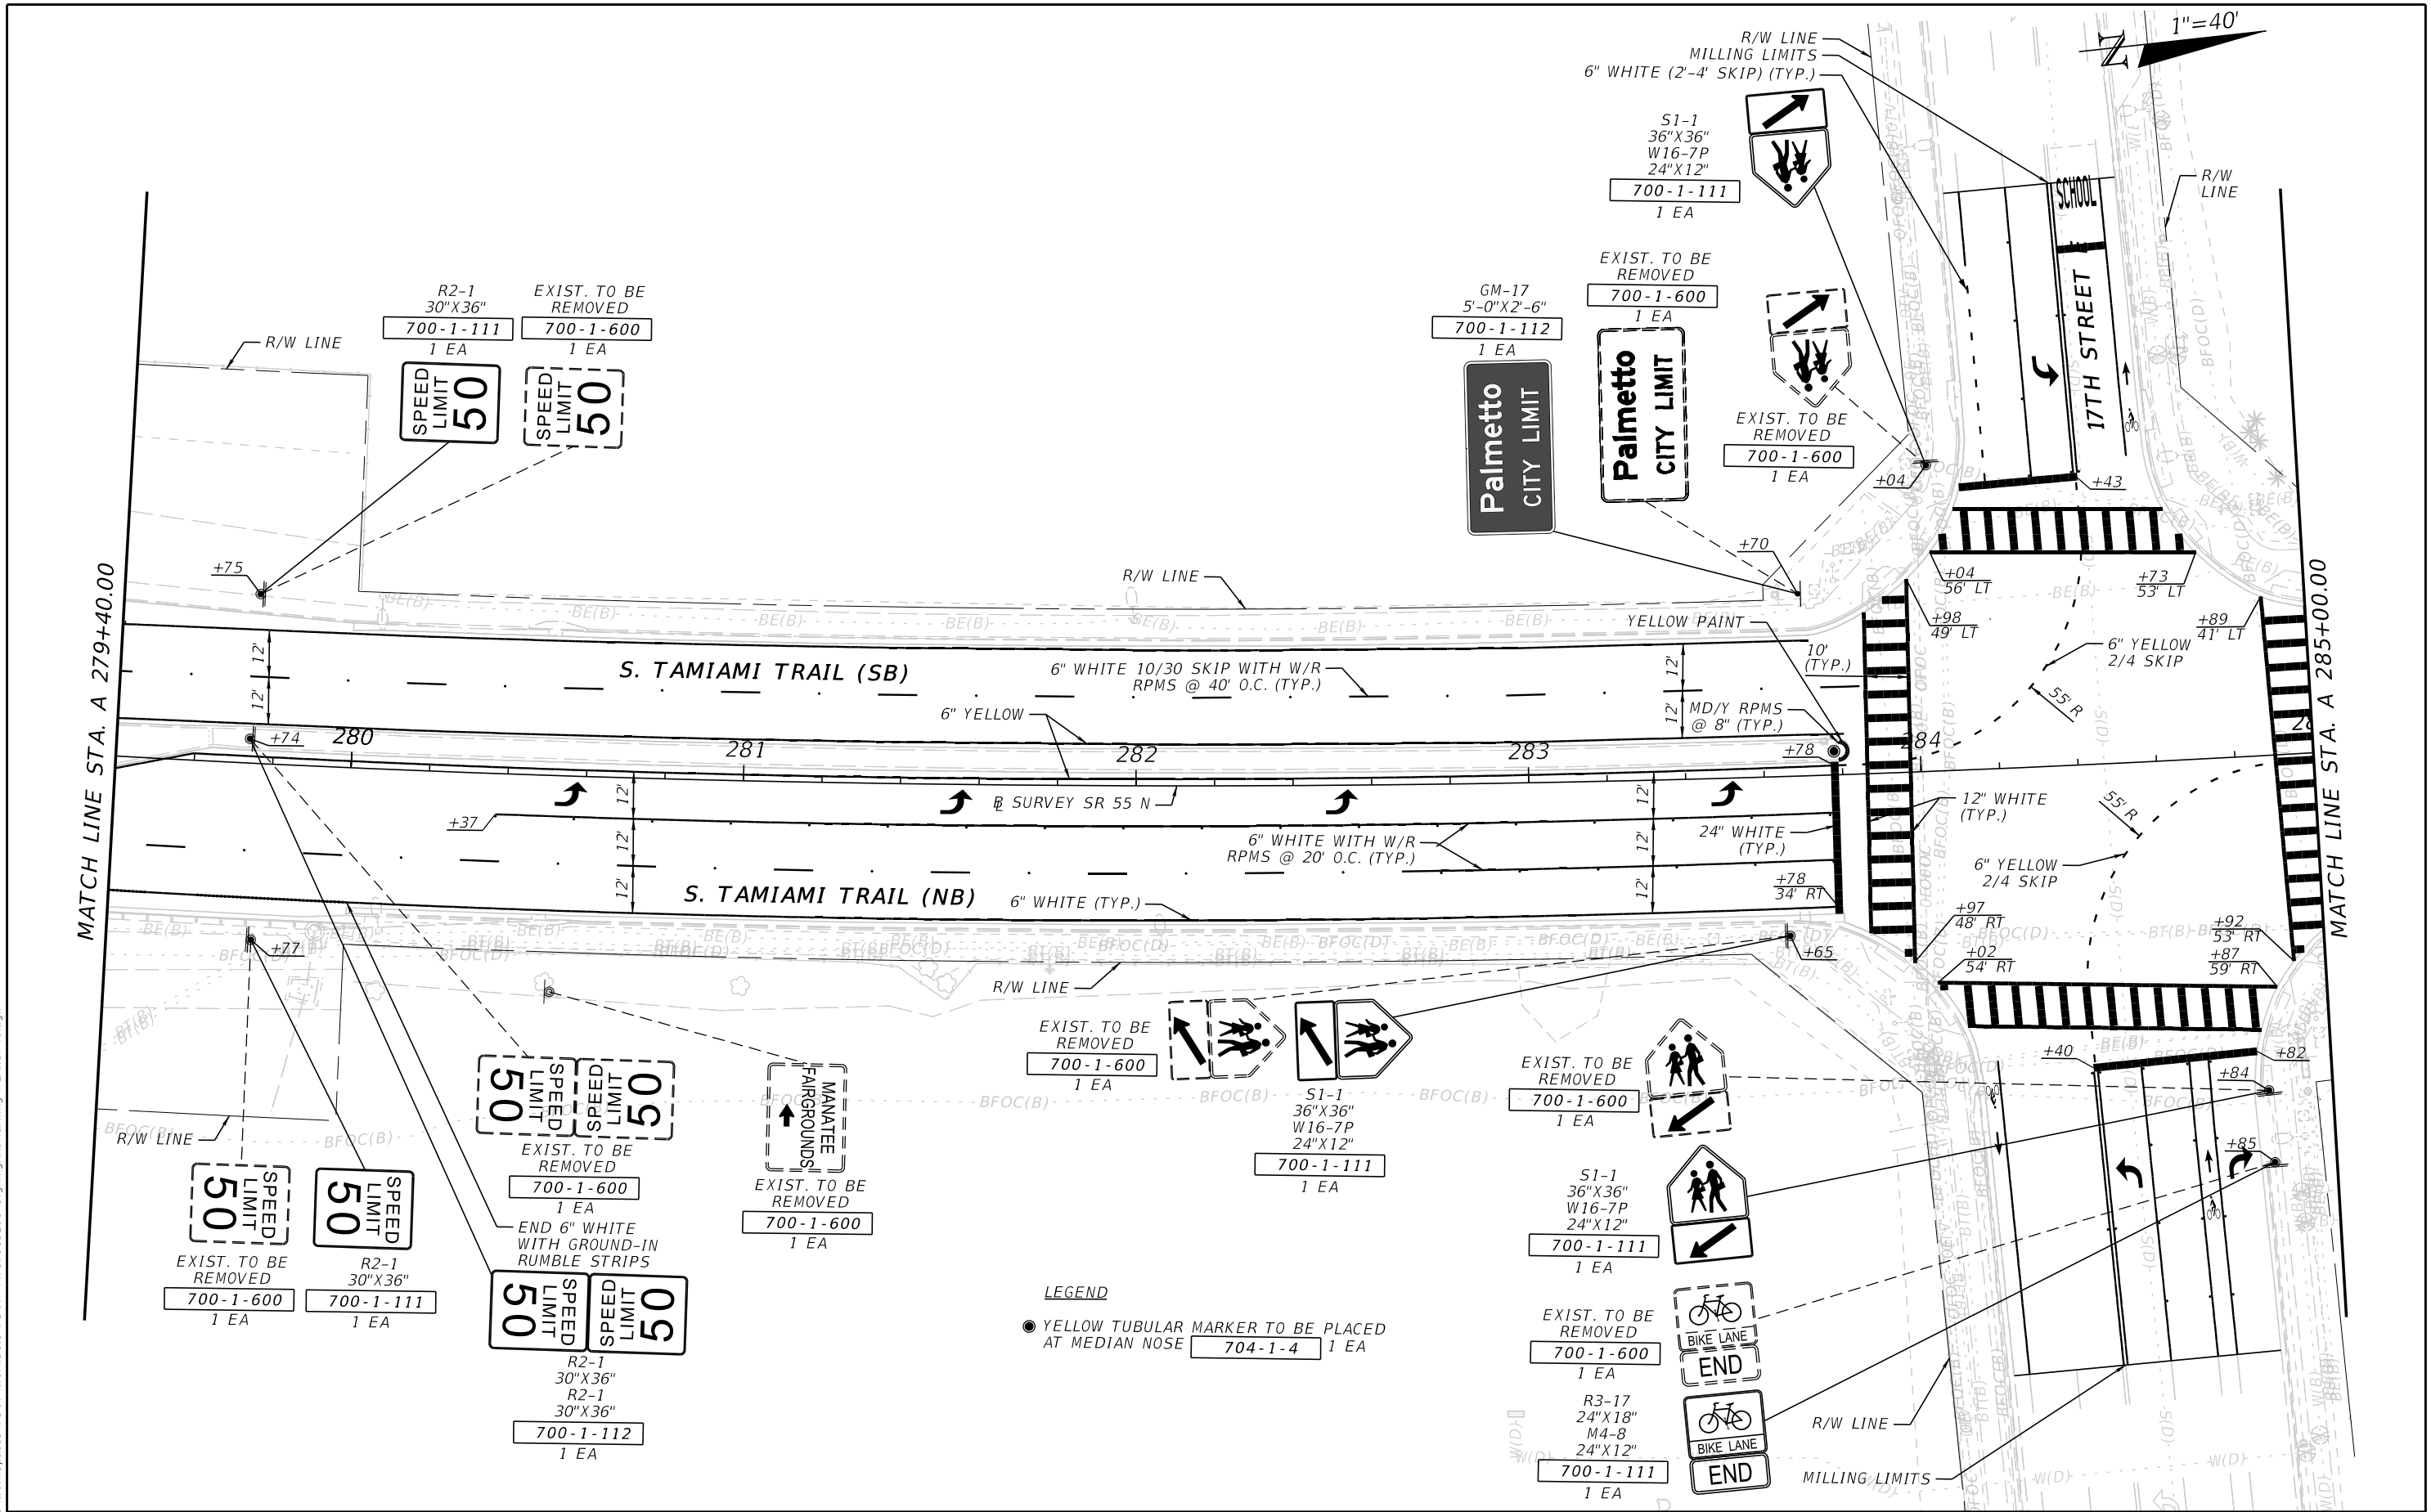 1"=40'
N
R/W LINE
MILLING LIMITS
6" WHITE (2'-4' SKIP) (TYP.)
S1-1
36"X36"
W16-7P
24"X12"
700-1-111
1 EA
R/W
LINE
SCHOOL
17TH STREET E
EXIST. TO BE
REMOVED
700-1-600
1 EA
Palmetto
CITY LIMIT
GM-17
5'-0"X2'-6"
700-1-112
1 EA
Palmetto
CITY LIMIT
EXIST. TO BE
REMOVED
700-1-600
1 EA
R2-1
30"X36"
700-1-111
1 EA
SPEED
LIMIT
50
EXIST. TO BE
REMOVED
700-1-600
1 EA
SPEED
LIMIT
50
R/W LINE
MATCH LINE STA. A 279+40.00
+75
R/W LINE
+70
+04
+43
+04
56' LT
+73
53' LT
+98
49' LT
+89
41' LT
YELLOW PAINT
10'
(TYP.)
6" YELLOW
2/4 SKIP
55' R
MATCH LINE STA. A 285+00.00
12'
12'
S. TAMIAMI TRAIL (SB)
6" WHITE 10/30 SKIP WITH W/R
RPMS @ 40' O.C. (TYP.)
12'
12'
6" YELLOW
MD/Y RPMS
@ 8" (TYP.)
+74
280
281
282
283
284
28
+78
B SURVEY SR 55 N
+37
12'
12'
12'
6" WHITE WITH W/R
RPMS @ 20' O.C. (TYP.)
12'
12'
12'
24" WHITE
(TYP.)
12" WHITE
(TYP.)
55' R
6" YELLOW
2/4 SKIP
S. TAMIAMI TRAIL (NB)
6" WHITE (TYP.)
+78
34' RT
+97
48' RT
+92
53' RT
+02
54' RT
+87
59' RT
+77
+65
R/W LINE
BE(B)
BT(B)
BFOC(B)
BFOC(D)
W(D)
W(B)
S(D)
+40
+82
+84
+85
EXIST. TO BE
REMOVED
700-1-600
1 EA
S1-1
36"X36"
W16-7P
24"X12"
700-1-111
1 EA
EXIST. TO BE
REMOVED
700-1-600
1 EA
S1-1
36"X36"
W16-7P
24"X12"
700-1-111
1 EA
EXIST. TO BE
REMOVED
700-1-600
1 EA
BIKE LANE
END
R3-17
24"X18"
M4-8
24"X12"
700-1-111
1 EA
BIKE LANE
END
R/W LINE
MILLING LIMITS
R/W LINE
SPEED
LIMIT
50
EXIST. TO BE
REMOVED
700-1-600
1 EA
SPEED
LIMIT
50
R2-1
30"X36"
700-1-111
1 EA
SPEED
LIMIT
50
SPEED
LIMIT
50
EXIST. TO BE
REMOVED
700-1-600
1 EA
END 6" WHITE
WITH GROUND-IN
RUMBLE STRIPS
SPEED
LIMIT
50
SPEED
LIMIT
50
R2-1
30"X36"
R2-1
30"X36"
700-1-112
1 EA
MANATEE
FAIRGROUNDS
EXIST. TO BE
REMOVED
700-1-600
1 EA
LEGEND
YELLOW TUBULAR MARKER TO BE PLACED
AT MEDIAN NOSE 704-1-4 1 EA